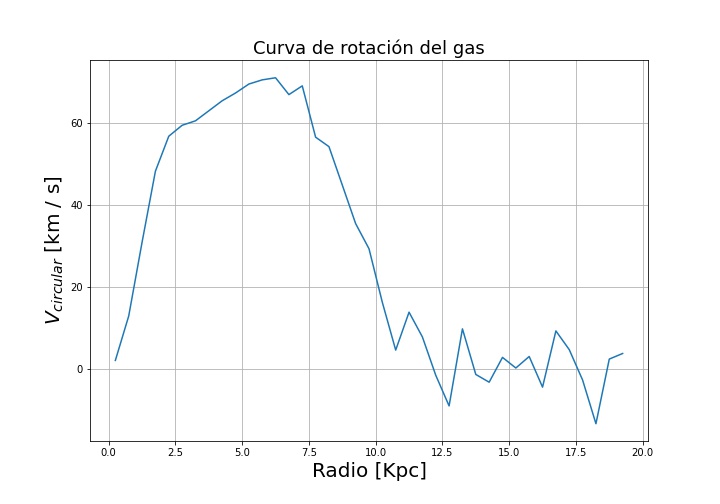 Curva de rotación del gas
V_circular [km / s]
60
40
20
0
0.0 2.5 5.0 7.5 10.0 12.5 15.0 17.5 20.0
Radio [Kpc]